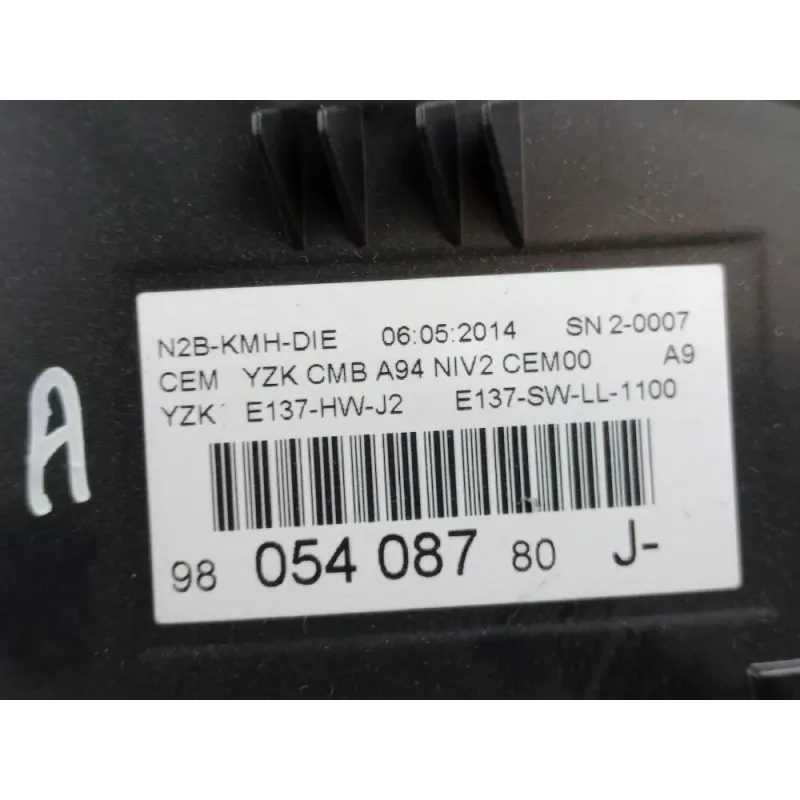 N2B-KMH-DIE 06:05:2014 SN 2-0007
CEM YZK CMB A94 NIV2 CEM00 A9
YZK E137-HW-J2 E137-SW-LL-1100
98 054 087 80 J-
A